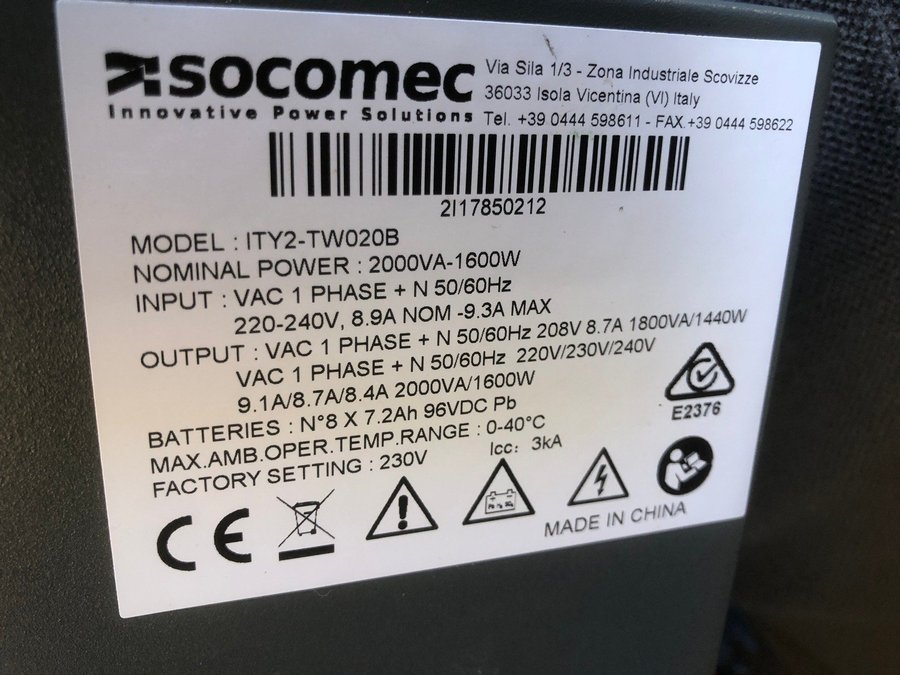 socomec
Innovative Power Solutions
Via Sila 1/3 - Zona Industriale Scovizze
36033 Isola Vicentina (VI) Italy
Tel. +39 0444 598611 - FAX.+39 0444 598622
2I17850212
MODEL : ITY2-TW020B
NOMINAL POWER : 2000VA-1600W
INPUT : VAC 1 PHASE + N 50/60Hz
220-240V, 8.9A NOM -9.3A MAX
OUTPUT : VAC 1 PHASE + N 50/60Hz 208V 8.7A 1800VA/1440W
VAC 1 PHASE + N 50/60Hz 220V/230V/240V
9.1A/8.7A/8.4A 2000VA/1600W
BATTERIES : N°8 X 7.2Ah 96VDC Pb
MAX.AMB.OPER.TEMP.RANGE : 0-40°C
FACTORY SETTING : 230V
Icc: 3kA
E2376
CE
MADE IN CHINA